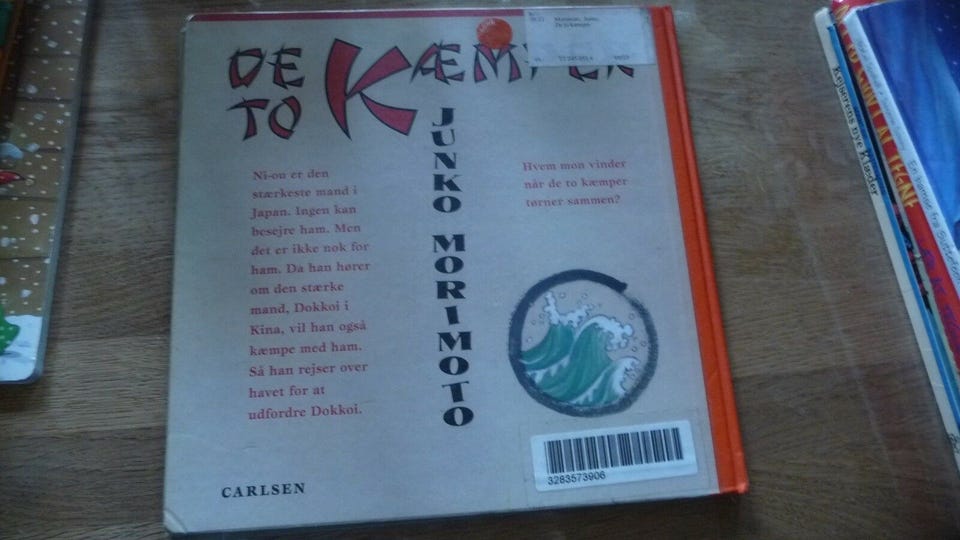 DE
TO
KÆMPER
JUNKO MORIMOTO
Ni-ou er den
stærkeste mand i
Japan. Ingen kan
besejre ham. Men
det er ikke nok for
ham. Da han hører
om den stærke
mand, Dokkoi i
Kina, vil han også
kæmpe med ham.
Så han rejser over
havet for at
udfordre Dokkoi.
Hvem mon vinder
når de to kæmper
tørner sammen?
CARLSEN
3283573906
Kejserens nye Klæder